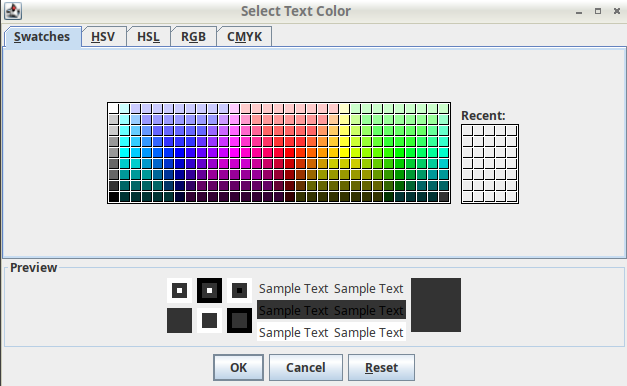 Select Text Color
Swatches HSV HSL RGB CMYK
Recent:
Preview
Sample Text Sample Text
Sample Text Sample Text
Sample Text Sample Text
OK Cancel Reset